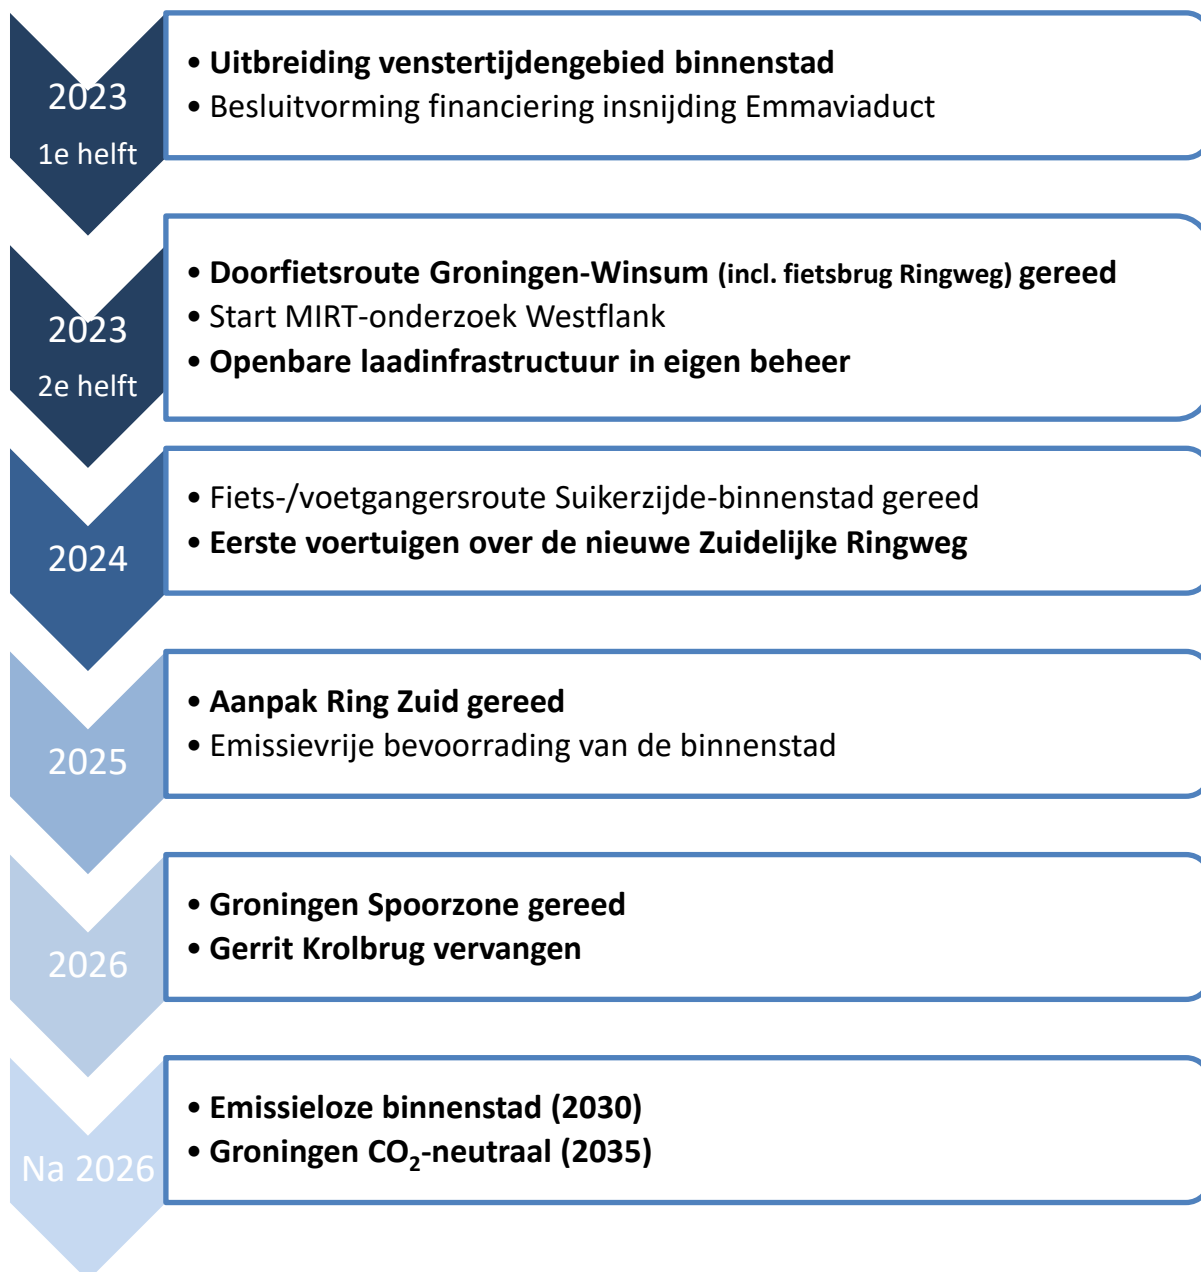 2023
1e helft
• Uitbreiding venstertijdengebied binnenstad
• Besluitvorming financiering insnijding Emmaviaduct
2023
2e helft
• Doorfietsroute Groningen-Winsum (incl. fietsbrug Ringweg) gereed
• Start MIRT-onderzoek Westflank
• Openbare laadinfrastructuur in eigen beheer
2024
• Fiets-/voetgangersroute Suikerzijde-binnenstad gereed
• Eerste voertuigen over de nieuwe Zuidelijke Ringweg
2025
• Aanpak Ring Zuid gereed
• Emissievrije bevoorrading van de binnenstad
2026
• Groningen Spoorzone gereed
• Gerrit Krolbrug vervangen
Na 2026
• Emissieloze binnenstad (2030)
• Groningen CO₂-neutraal (2035)